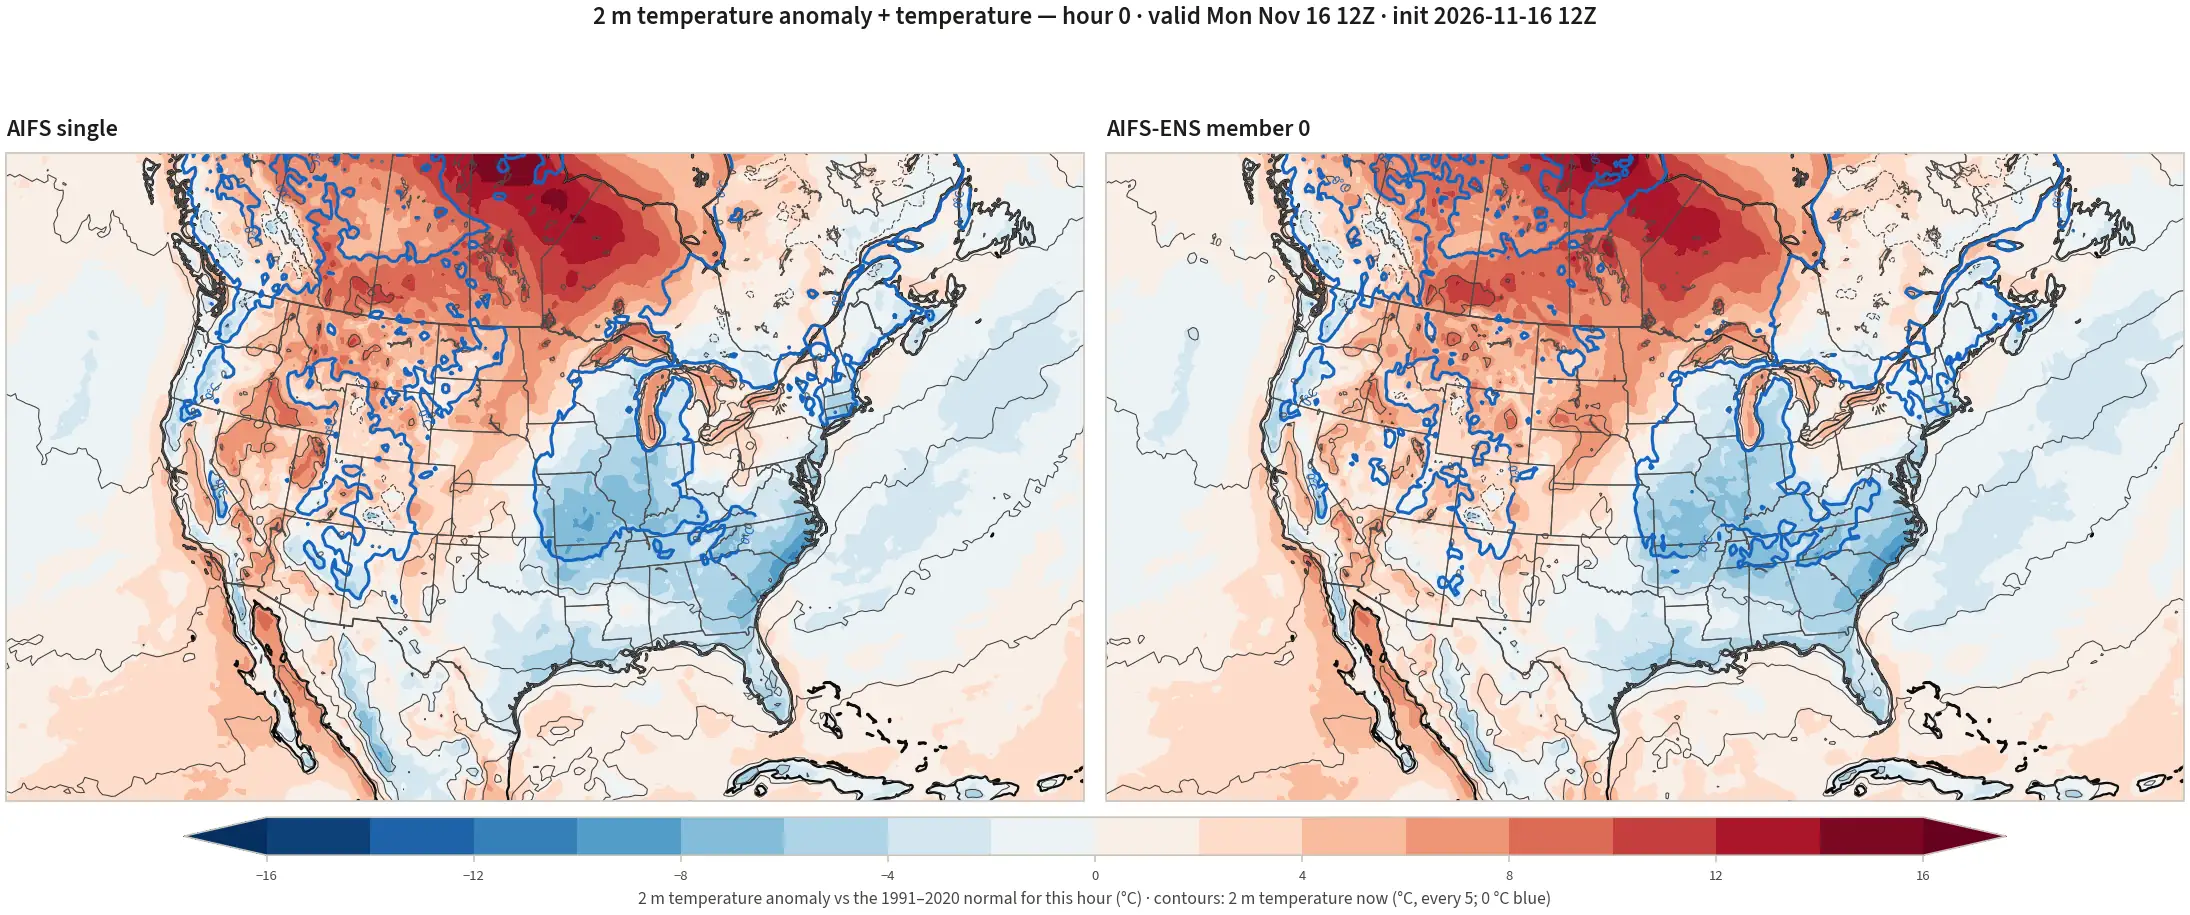 2 m temperature anomaly + temperature — hour 0 · valid Mon Nov 16 12Z · init 2026-11-16 12Z
AIFS single
AIFS-ENS member 0
−16
−12
−8
−4
0
4
8
12
16
2 m temperature anomaly vs the 1991–2020 normal for this hour (°C) · contours: 2 m temperature now (°C, every 5; 0 °C blue)